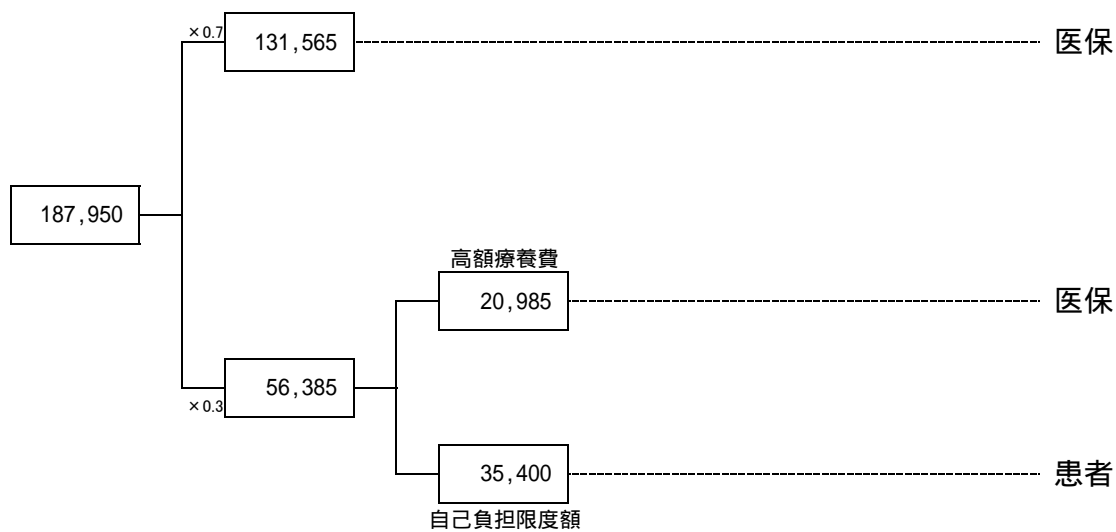 ×0.7
131,565
医保
187,950
高額療養費
20,985
医保
56,385
×0.3
35,400
患者
自己負担限度額